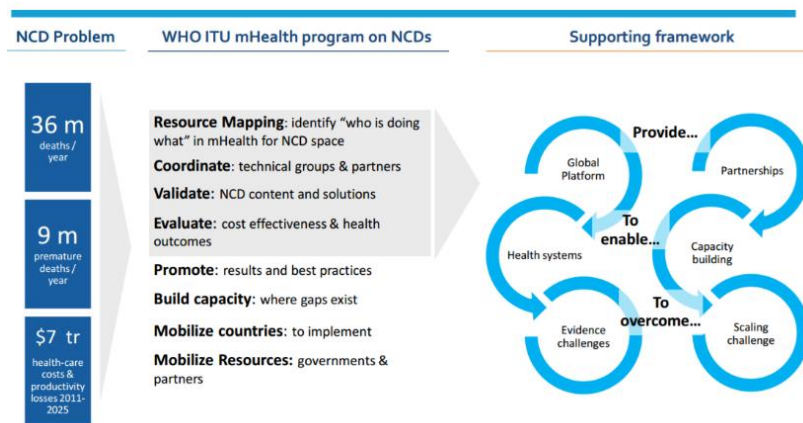 NCD Problem
WHO ITU mHealth program on NCDs
Supporting framework
36 m
deaths /
year
9 m
premature
deaths /
year
$7 tr
health-care
costs &
productivity
losses 2011-
2025
Resource Mapping: identify “who is doing
what” in mHealth for NCD space
Coordinate: technical groups & partners
Validate: NCD content and solutions
Evaluate: cost effectiveness & health
outcomes
Promote: results and best practices
Build capacity: where gaps exist
Mobilize countries: to implement
Mobilize Resources: governments &
partners
Provide...
Global
Platform
Partnerships
To
enable...
Health systems
Capacity
building
To
overcome...
Evidence
challenges
Scaling
challenge